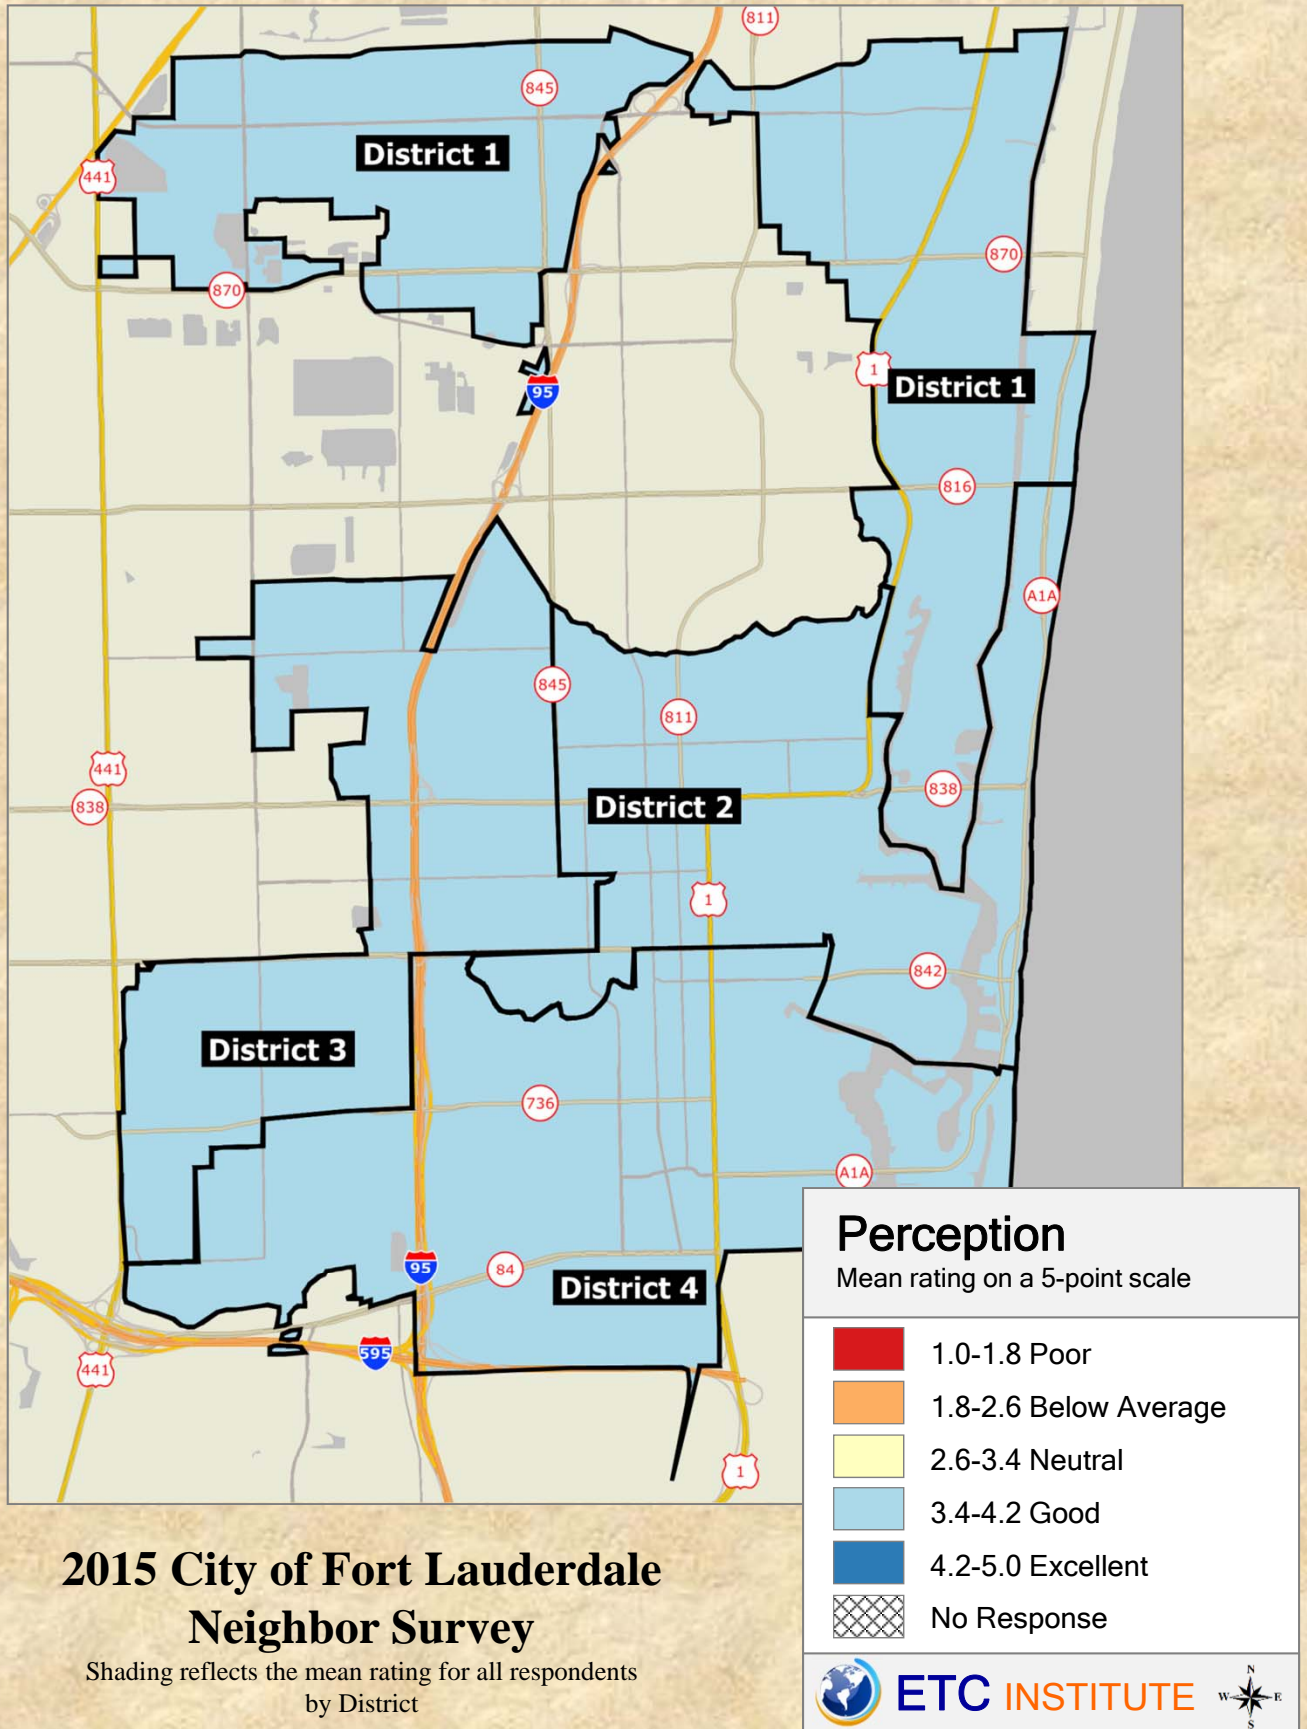 811
845
District 1
441
870
870
95
1
District 1
816
A1A
845
811
441
838
District 2
838
1
842
District 3
736
A1A
95
84
District 4
595
441
1
Perception
Mean rating on a 5-point scale
1.0-1.8 Poor
1.8-2.6 Below Average
2.6-3.4 Neutral
3.4-4.2 Good
4.2-5.0 Excellent
No Response
2015 City of Fort Lauderdale
Neighbor Survey
Shading reflects the mean rating for all respondents
by District
ETC INSTITUTE
N
W E
S